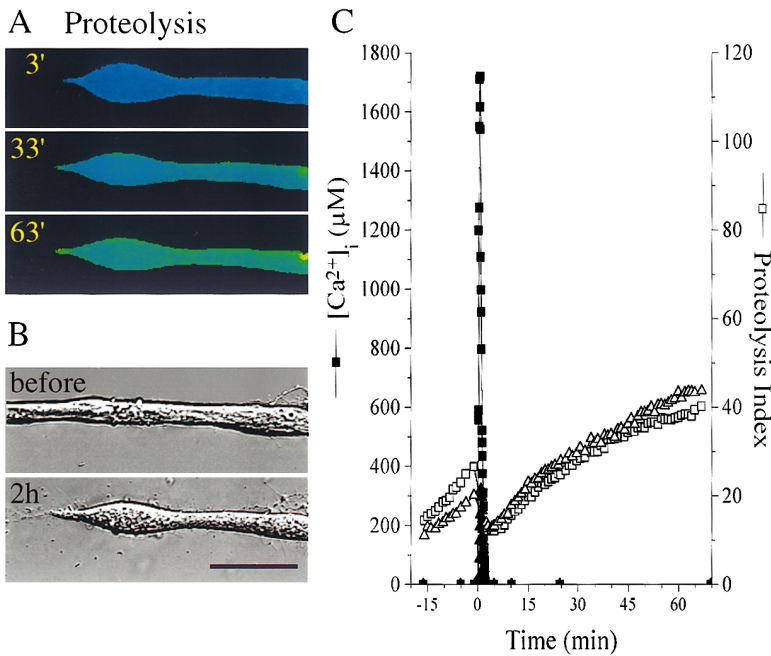 A Proteolysis
3'
33'
63'
B
before
2h
C
1800
1600
1400
1200
1000
800
600
400
200
0
[Ca²⁺]i (µM)
120
100
80
60
40
20
0
Proteolysis Index
-15 0 15 30 45 60
Time (min)